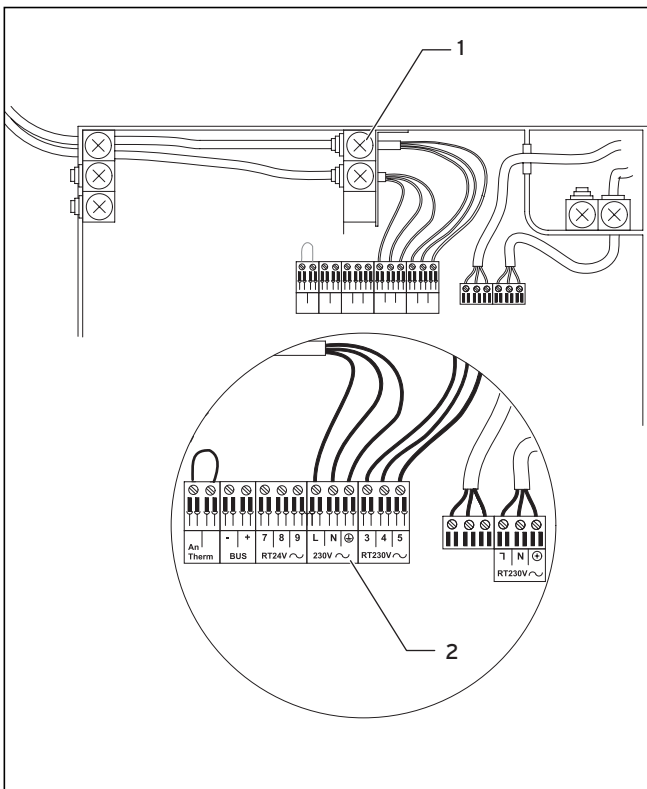 1
- + 7 8 9 L N ⏚ 3 4 5
An
Therm BUS RT24V ~ 230V ~ RT230V ~
L N ⏚
RT230V ~
2